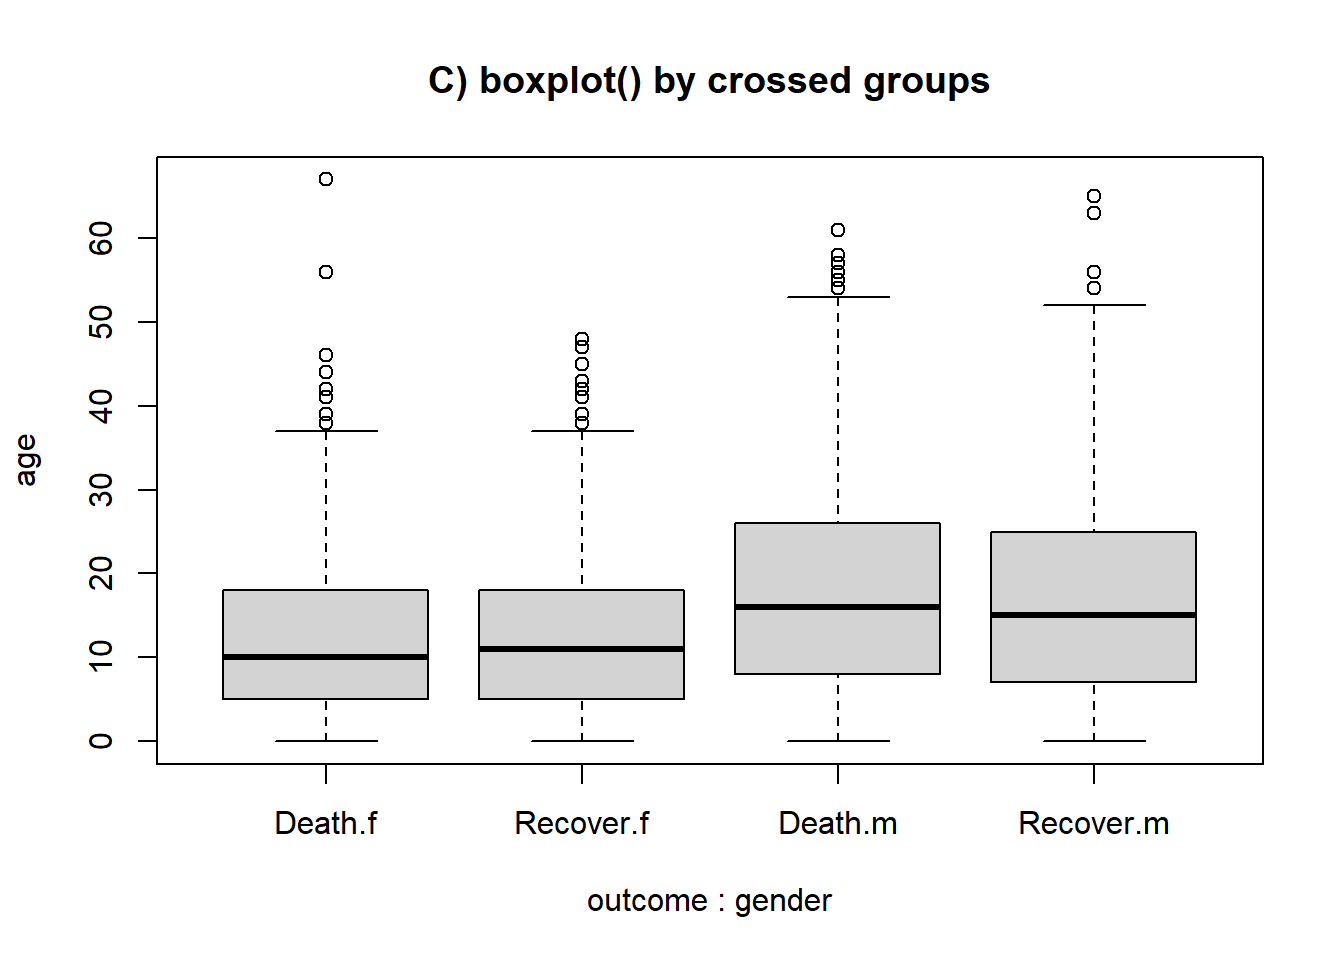 C) boxplot() by crossed groups
60
50
40
30
20
10
0
age
Death.f
Recover.f
Death.m
Recover.m
outcome : gender